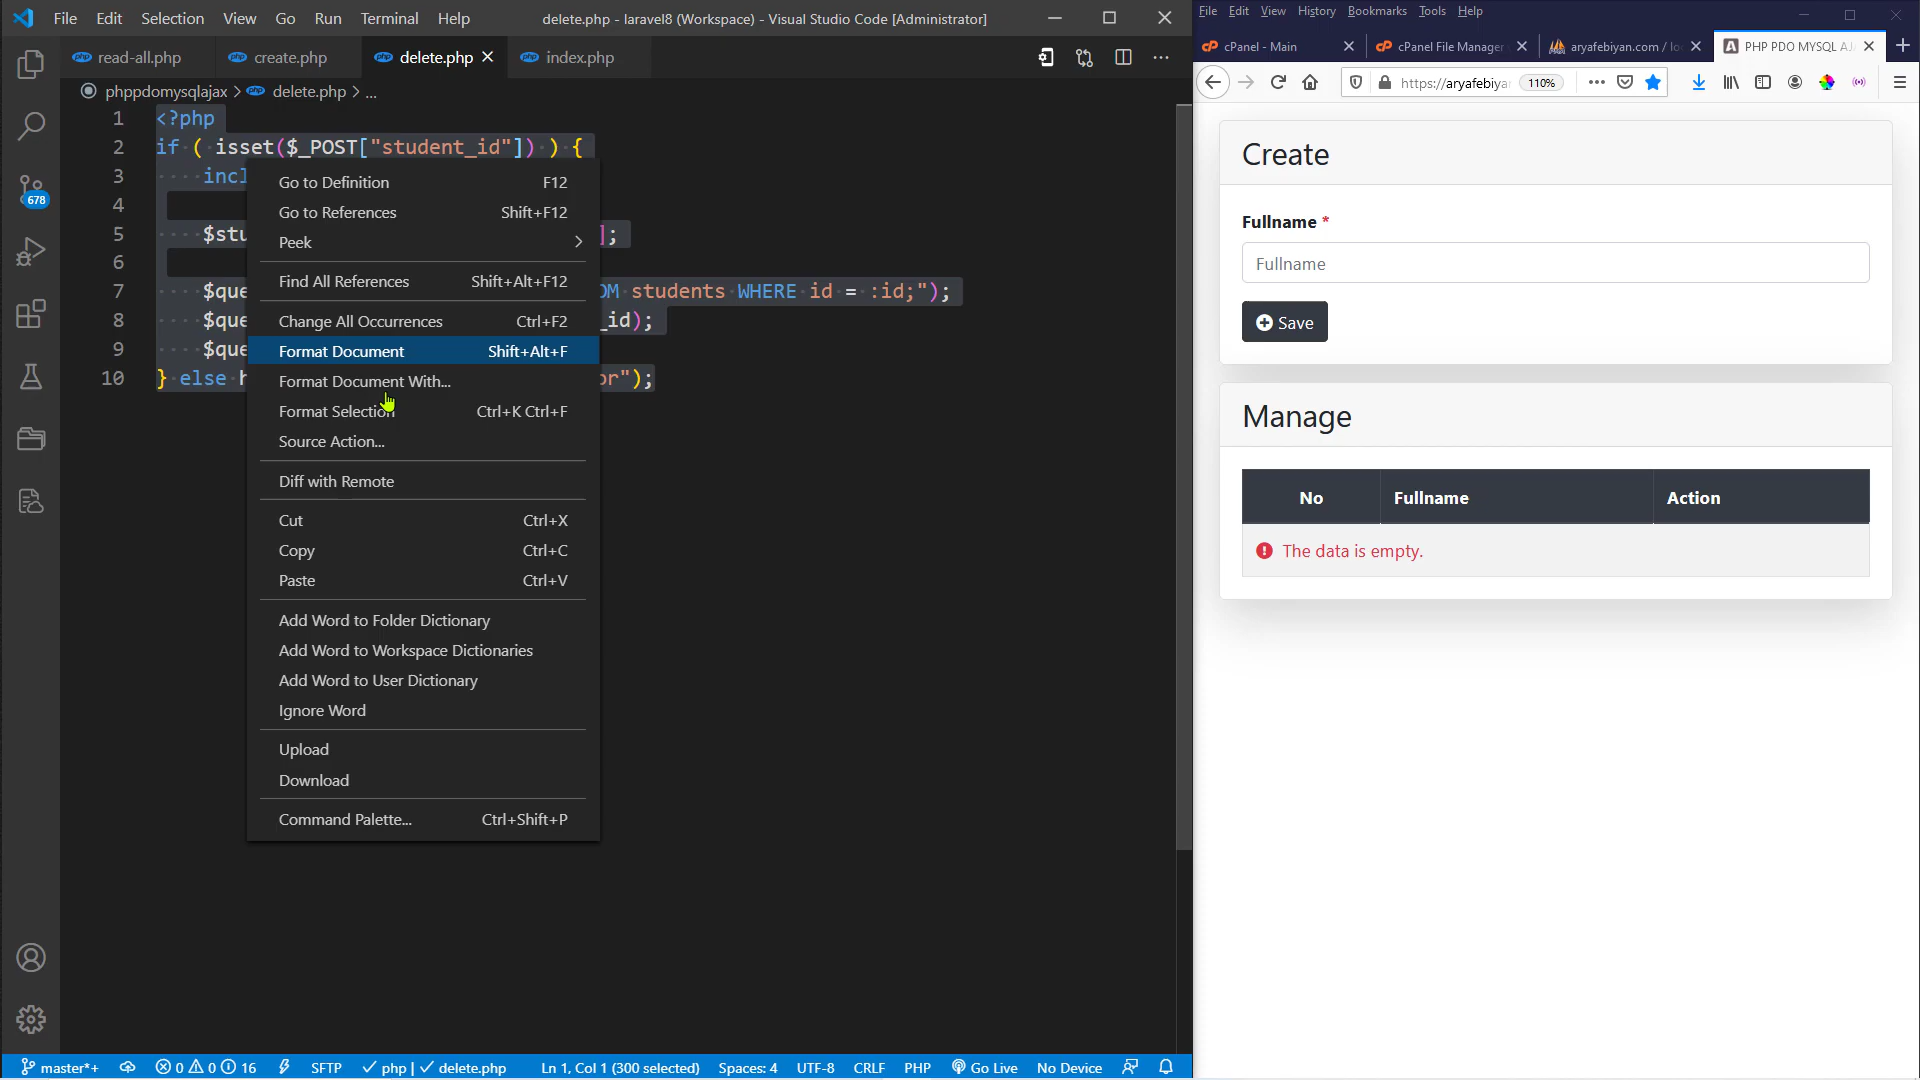 File Edit Selection View Go Run Terminal Help
delete.php - laravel8 (Workspace) - Visual Studio Code [Administrator]
read-all.php
create.php
delete.php
index.php
phppdomysqlajax > delete.php > ...
1 <?php
2 if ( isset($_POST["student_id"]) ) {
3 incl
4
5 $stu ];
6
7 $que OM students WHERE id = :id;");
8 $que _id);
9 $que
10 } else h or");
Go to Definition F12
Go to References Shift+F12
Peek
Find All References Shift+Alt+F12
Change All Occurrences Ctrl+F2
Format Document Shift+Alt+F
Format Document With...
Format Selection Ctrl+K Ctrl+F
Source Action...
Diff with Remote
Cut Ctrl+X
Copy Ctrl+C
Paste Ctrl+V
Add Word to Folder Dictionary
Add Word to Workspace Dictionaries
Add Word to User Dictionary
Ignore Word
Upload
Download
Command Palette... Ctrl+Shift+P
678
master*+ 0 0 16 SFTP php | delete.php Ln 1, Col 1 (300 selected) Spaces: 4 UTF-8 CRLF PHP Go Live No Device
File Edit View History Bookmarks Tools Help
cPanel - Main
cPanel File Manager
aryafebiyan.com / lo
PHP PDO MYSQL AJA
https://aryafebiya 110%
Create
Fullname *
Fullname
Save
Manage
No Fullname Action
The data is empty.